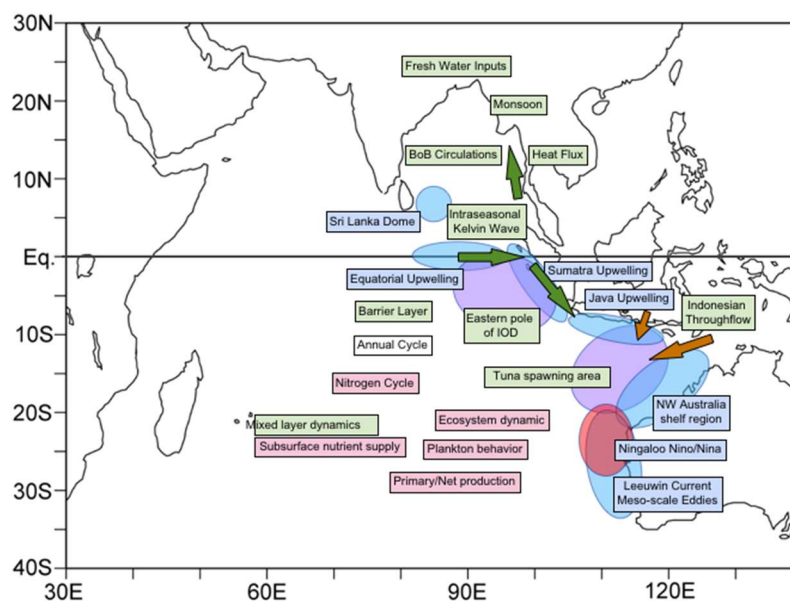 30N
Fresh Water Inputs
20N
Monsoon
BoB Circulations
Heat Flux
10N
Sri Lanka Dome
Intraseasonal
Kelvin Wave
Eq.
Equatorial Upwelling
Sumatra Upwelling
Java Upwelling
Barrier Layer
Eastern pole
of IOD
Indonesian
Throughflow
10S
Annual Cycle
Nitrogen Cycle
Tuna spawning area
20S
Mixed layer dynamics
Ecosystem dynamic
NW Australia
shelf region
Subsurface nutrient supply
Plankton behavior
Ningaloo Nino/Nina
Primary/Net production
30S
Leeuwin Current
Meso-scale Eddies
40S
30E
60E
90E
120E